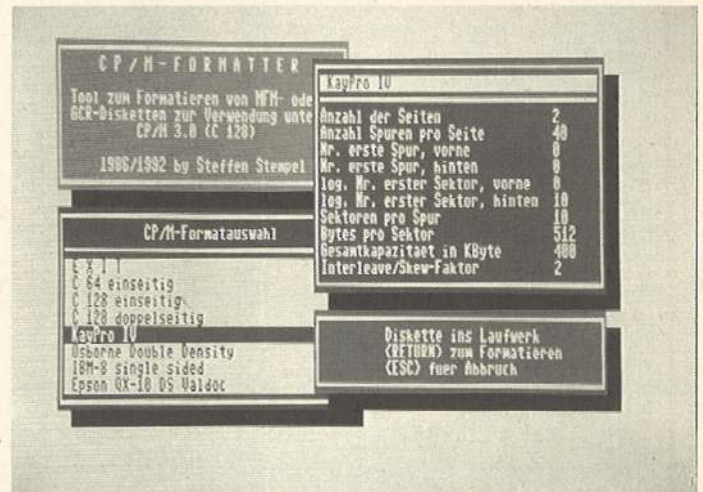 CP/M-FORMATTER
Tool zum Formatieren von MFM- ode
GCR-Disketten zur Verwendung unte
CP/M 3.0 (C 128)
1986/1992 by Steffen Stempel
KayPro IV
Anzahl der Seiten 2
Anzahl Spuren pro Seite 40
Nr. erste Spur, vorne 0
Nr. erste Spur, hinten 0
log. Nr. erster Sektor, vorne 0
log. Nr. erster Sektor, hinten 10
Sektoren pro Spur 10
Bytes pro Sektor 512
Gesamtkapazitaet in KByte 400
Interleave/Skew-Faktor 2
CP/M-Formatauswahl
E X I T
C 64 einseitig
C 128 einseitig
C 128 doppelseitig
KayPro IV
Osborne Double Density
IBM-8 single sided
Epson QX-10 DS Valdoc
Diskette ins Laufwerk
(RETURN) zum Formatieren
(ESC) fuer Abbruch